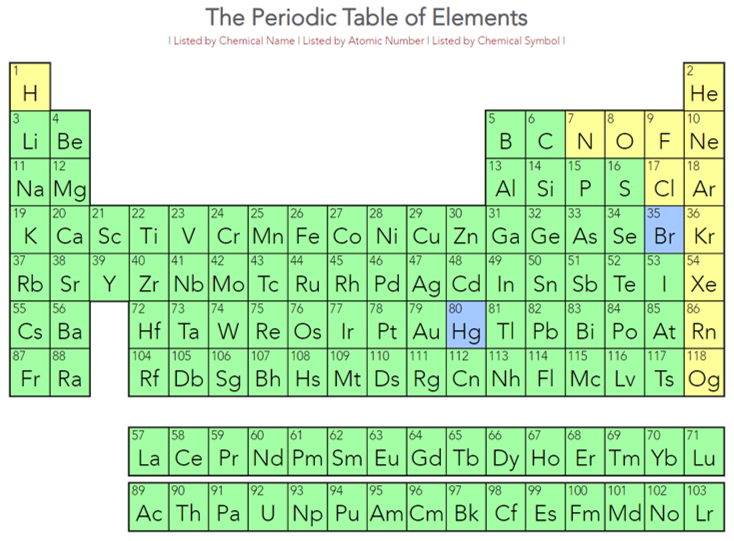 The Periodic Table of Elements
| Listed by Chemical Name | Listed by Atomic Number | Listed by Chemical Symbol |
1 2
H He
3 4 5 6 7 8 9 10
Li Be B C N O F Ne
11 12 13 14 15 16 17 18
Na Mg Al Si P S Cl Ar
19 20 21 22 23 24 25 26 27 28 29 30 31 32 33 34 35 36
K Ca Sc Ti V Cr Mn Fe Co Ni Cu Zn Ga Ge As Se Br Kr
37 38 39 40 41 42 43 44 45 46 47 48 49 50 51 52 53 54
Rb Sr Y Zr Nb Mo Tc Ru Rh Pd Ag Cd In Sn Sb Te I Xe
55 56 72 73 74 75 76 77 78 79 80 81 82 83 84 85 86
Cs Ba Hf Ta W Re Os Ir Pt Au Hg Tl Pb Bi Po At Rn
87 88 104 105 106 107 108 109 110 111 112 113 114 115 116 117 118
Fr Ra Rf Db Sg Bh Hs Mt Ds Rg Cn Nh Fl Mc Lv Ts Og
57 58 59 60 61 62 63 64 65 66 67 68 69 70 71
La Ce Pr Nd Pm Sm Eu Gd Tb Dy Ho Er Tm Yb Lu
89 90 91 92 93 94 95 96 97 98 99 100 101 102 103
Ac Th Pa U Np Pu Am Cm Bk Cf Es Fm Md No Lr